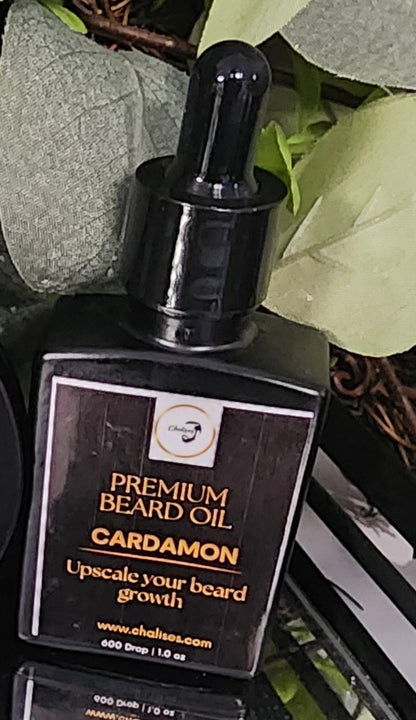 Chalises
PREMIUM
BEARD OIL
CARDAMON
Upscale your beard
growth
www.chalises.com
600 Drop | 1.0 oz